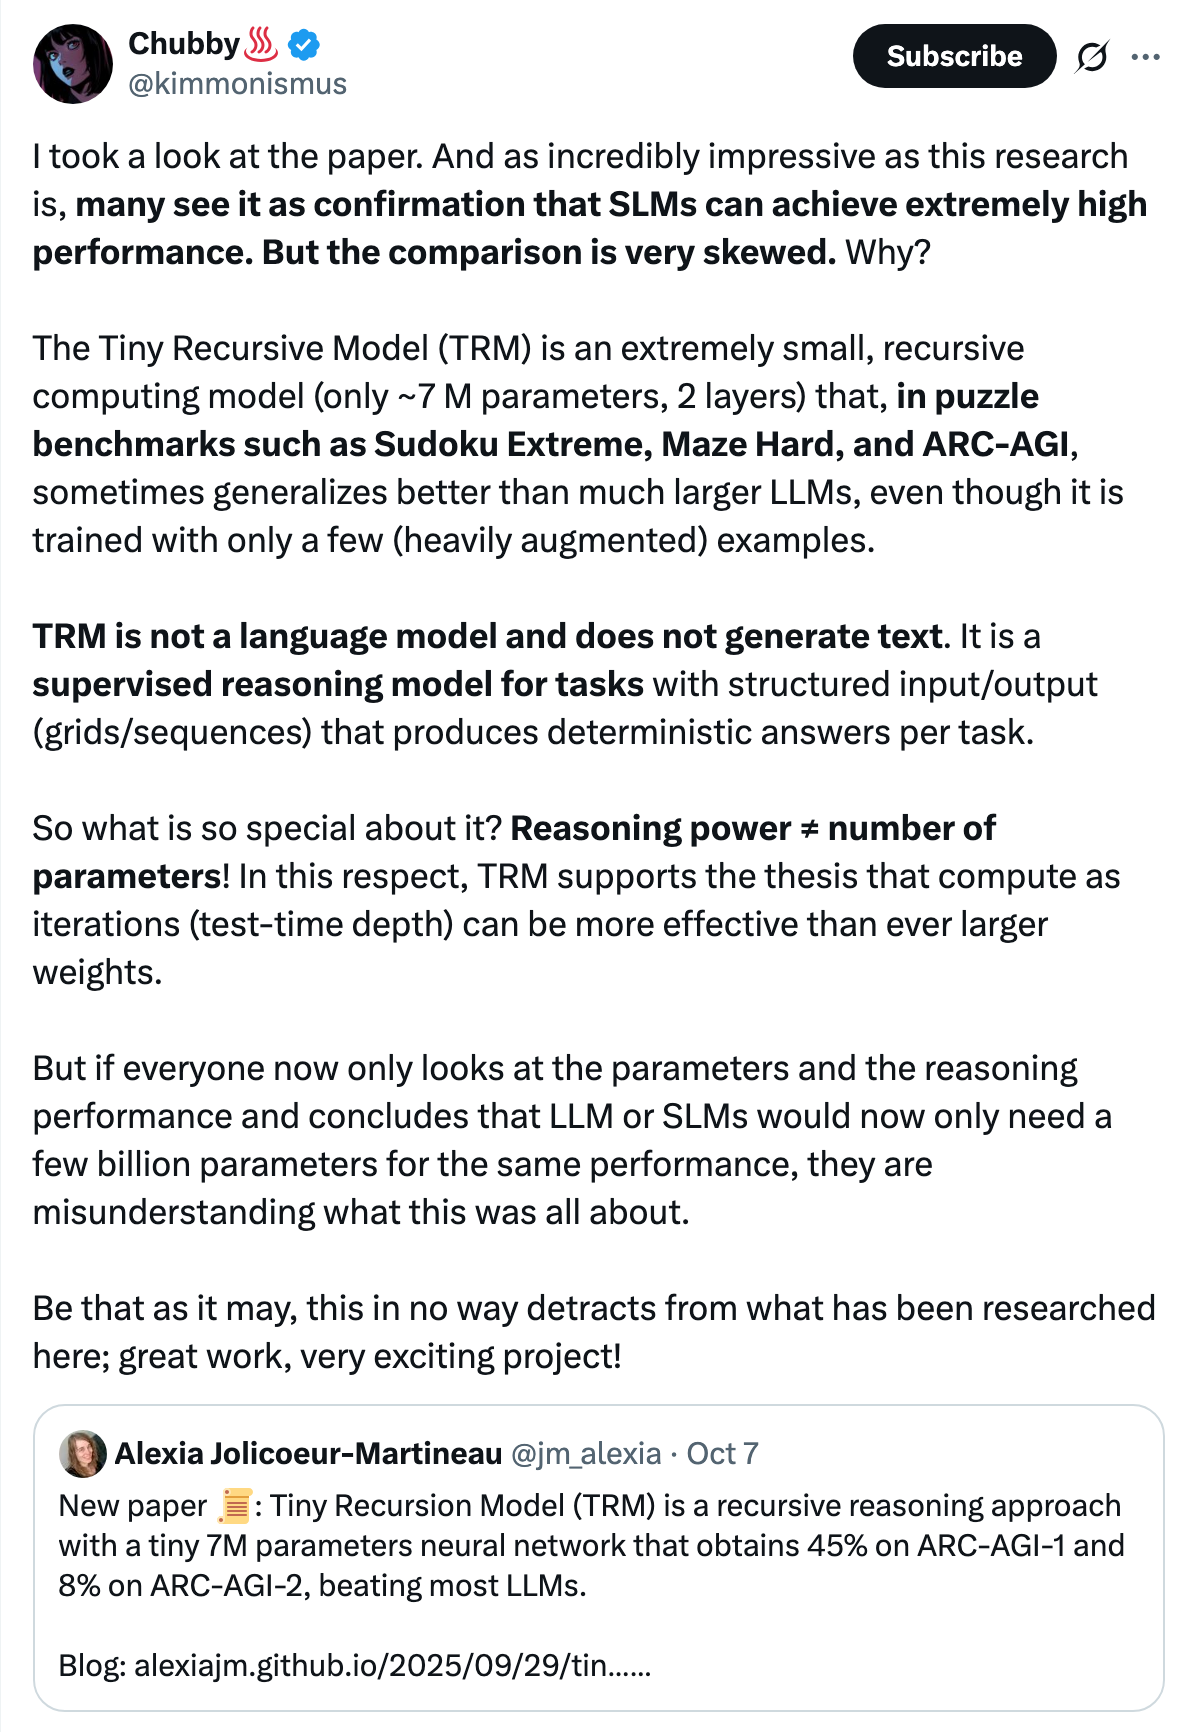 Chubby♨️
@kimmonismus
Subscribe
I took a look at the paper. And as incredibly impressive as this research
is, many see it as confirmation that SLMs can achieve extremely high
performance. But the comparison is very skewed. Why?
The Tiny Recursive Model (TRM) is an extremely small, recursive
computing model (only ~7 M parameters, 2 layers) that, in puzzle
benchmarks such as Sudoku Extreme, Maze Hard, and ARC-AGI,
sometimes generalizes better than much larger LLMs, even though it is
trained with only a few (heavily augmented) examples.
TRM is not a language model and does not generate text. It is a
supervised reasoning model for tasks with structured input/output
(grids/sequences) that produces deterministic answers per task.
So what is so special about it? Reasoning power ≠ number of
parameters! In this respect, TRM supports the thesis that compute as
iterations (test-time depth) can be more effective than ever larger
weights.
But if everyone now only looks at the parameters and the reasoning
performance and concludes that LLM or SLMs would now only need a
few billion parameters for the same performance, they are
misunderstanding what this was all about.
Be that as it may, this in no way detracts from what has been researched
here; great work, very exciting project!
Alexia Jolicoeur-Martineau @jm_alexia · Oct 7
New paper 📜: Tiny Recursion Model (TRM) is a recursive reasoning approach
with a tiny 7M parameters neural network that obtains 45% on ARC-AGI-1 and
8% on ARC-AGI-2, beating most LLMs.
Blog: alexiajm.github.io/2025/09/29/tin……